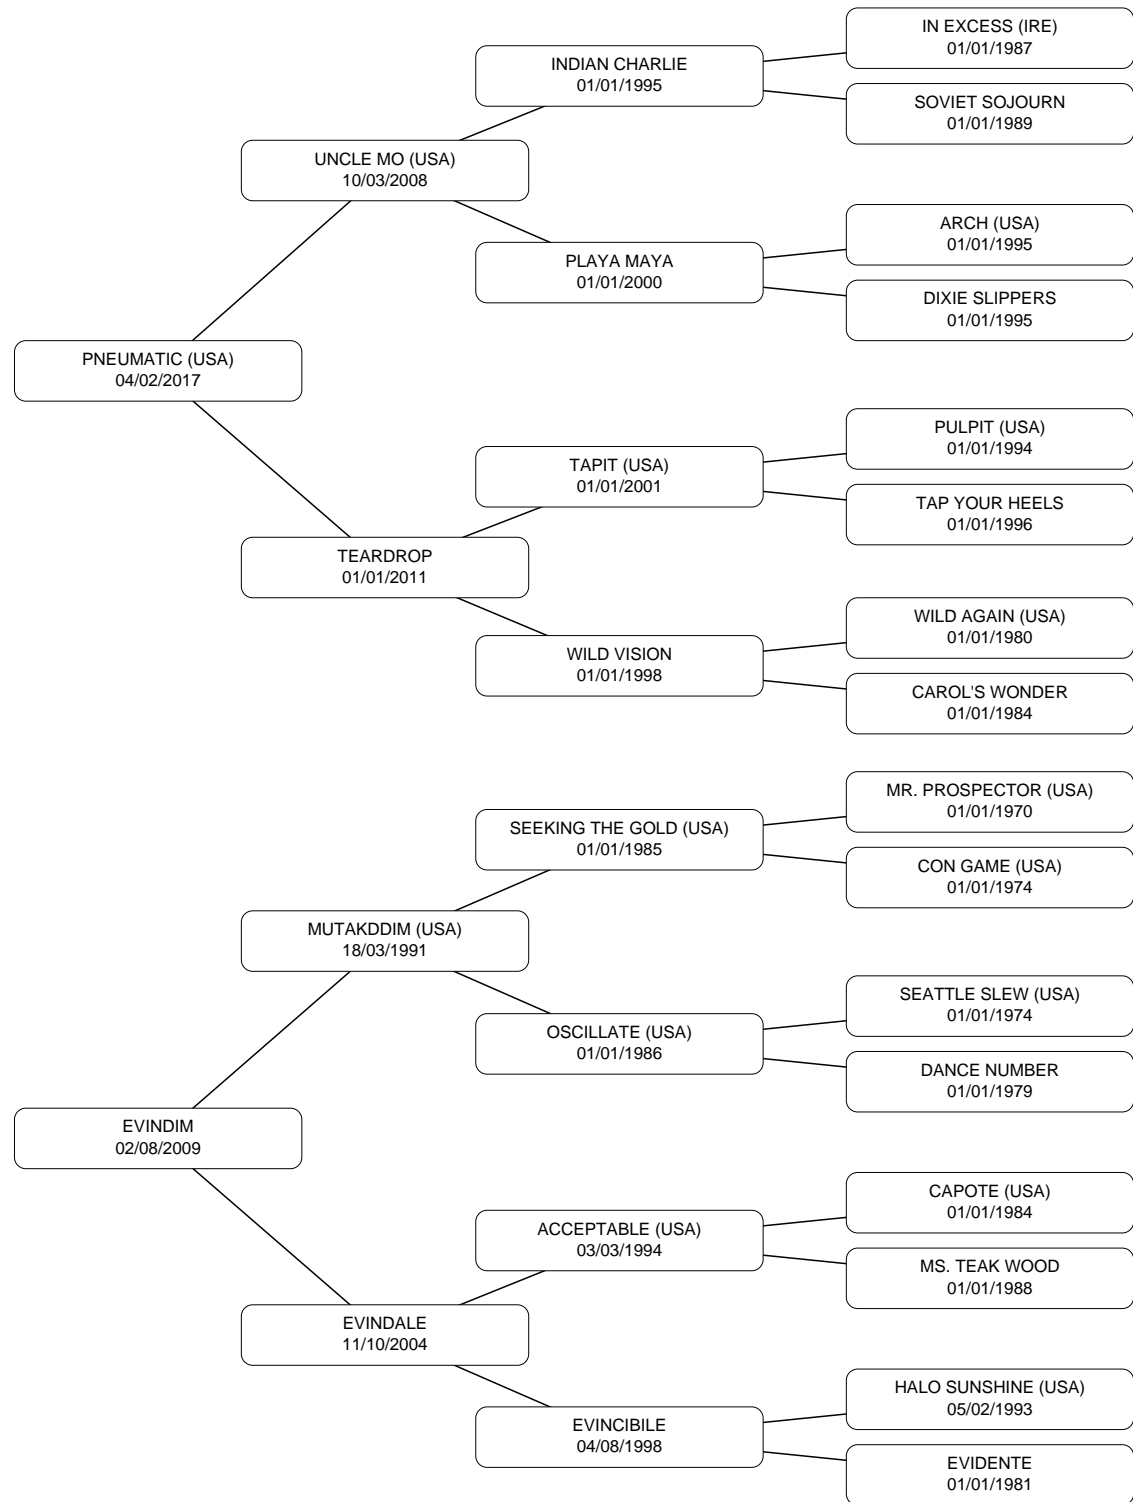 IN EXCESS (IRE)
01/01/1987
INDIAN CHARLIE
01/01/1995
SOVIET SOJOURN
01/01/1989
UNCLE MO (USA)
10/03/2008
ARCH (USA)
01/01/1995
PLAYA MAYA
01/01/2000
DIXIE SLIPPERS
01/01/1995
PNEUMATIC (USA)
04/02/2017
PULPIT (USA)
01/01/1994
TAPIT (USA)
01/01/2001
TAP YOUR HEELS
01/01/1996
TEARDROP
01/01/2011
WILD AGAIN (USA)
01/01/1980
WILD VISION
01/01/1998
CAROL'S WONDER
01/01/1984
MR. PROSPECTOR (USA)
01/01/1970
SEEKING THE GOLD (USA)
01/01/1985
CON GAME (USA)
01/01/1974
MUTAKDDIM (USA)
18/03/1991
SEATTLE SLEW (USA)
01/01/1974
OSCILLATE (USA)
01/01/1986
DANCE NUMBER
01/01/1979
EVINDIM
02/08/2009
CAPOTE (USA)
01/01/1984
ACCEPTABLE (USA)
03/03/1994
MS. TEAK WOOD
01/01/1988
EVINDALE
11/10/2004
HALO SUNSHINE (USA)
05/02/1993
EVINCIBILE
04/08/1998
EVIDENTE
01/01/1981